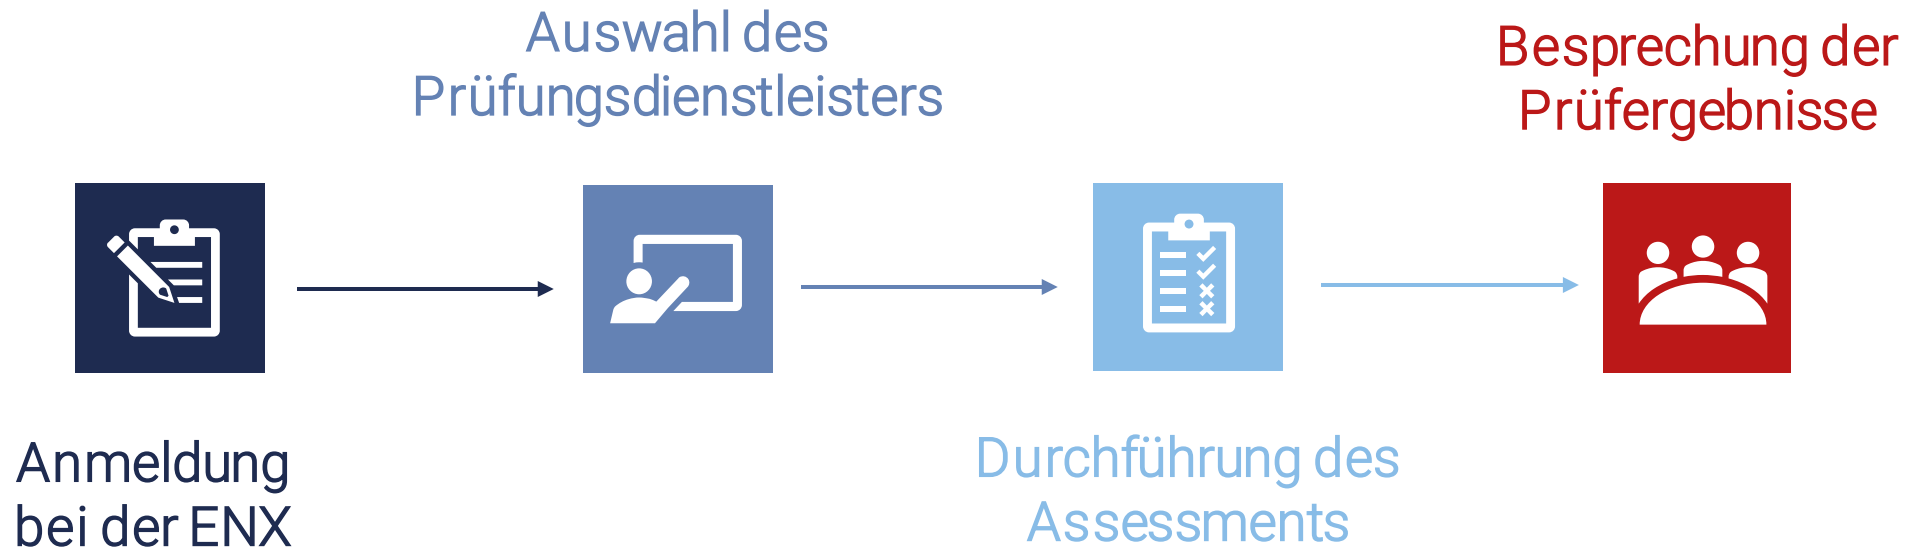 Anmeldung
bei der ENX
Auswahl des
Prüfungsdienstleisters
Durchführung des
Assessments
Besprechung der
Prüfergebnisse